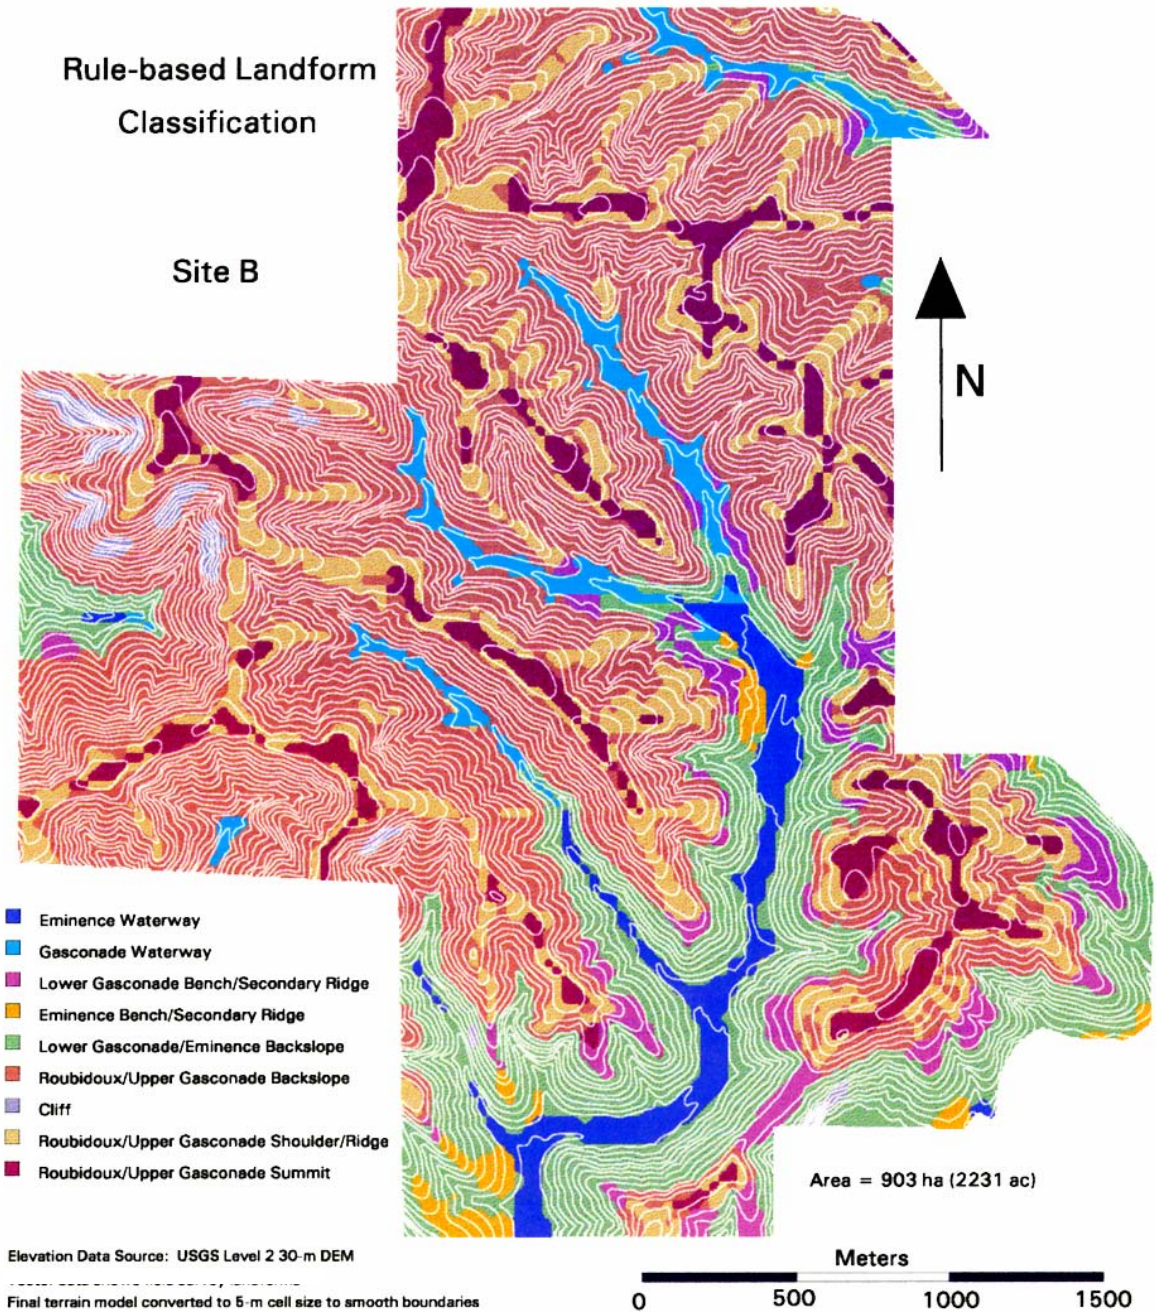 Rule-based Landform
Classification
Site B
N
Eminence Waterway
Gasconade Waterway
Lower Gasconade Bench/Secondary Ridge
Eminence Bench/Secondary Ridge
Lower Gasconade/Eminence Backslope
Roubidoux/Upper Gasconade Backslope
Cliff
Roubidoux/Upper Gasconade Shoulder/Ridge
Roubidoux/Upper Gasconade Summit
Area = 903 ha (2231 ac)
Elevation Data Source: USGS Level 2 30-m DEM
Final terrain model converted to 5-m cell size to smooth boundaries
Meters
0 500 1000 1500